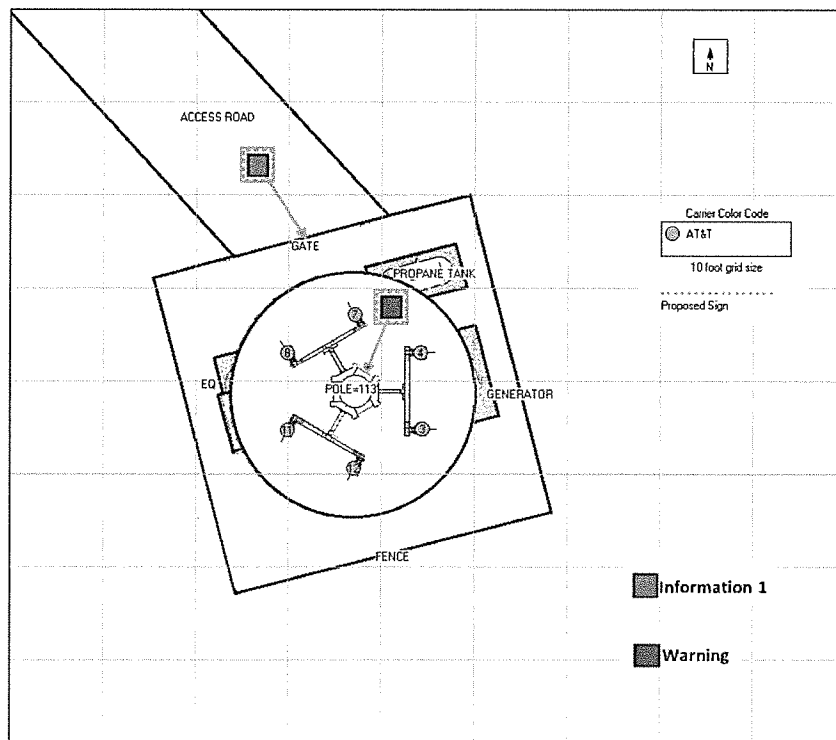 N
ACCESS ROAD
Carrier Color Code
AT&T
10 foot grid size
GATE
PROPANE TANK
Proposed Sign
7
8
4
EQ
POLE=113'
GENERATOR
11
3
12
FENCE
Information 1
Warning